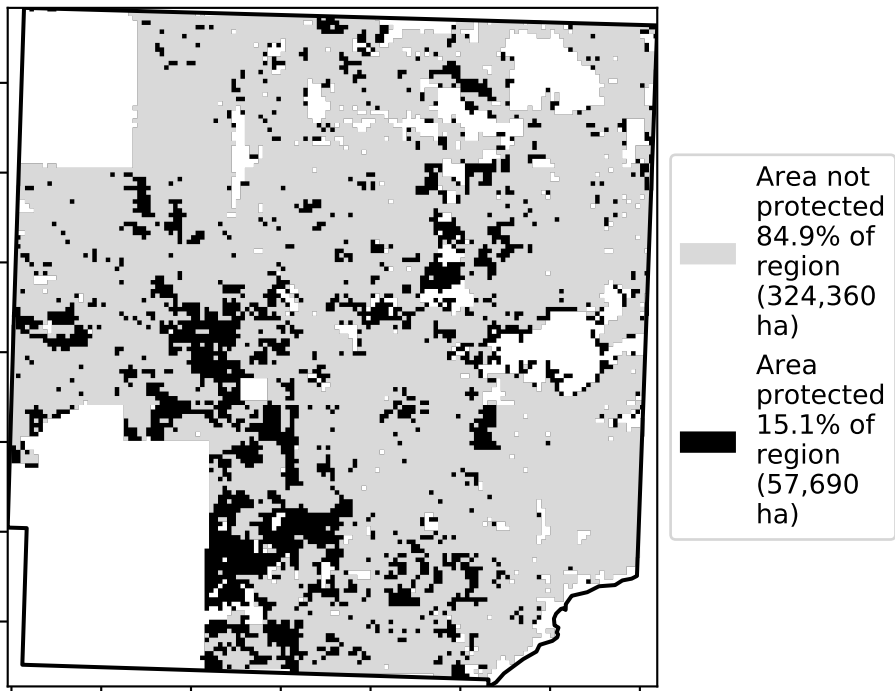 Area not
protected
84.9% of
region
(324,360
ha)
Area
protected
15.1% of
region
(57,690
ha)